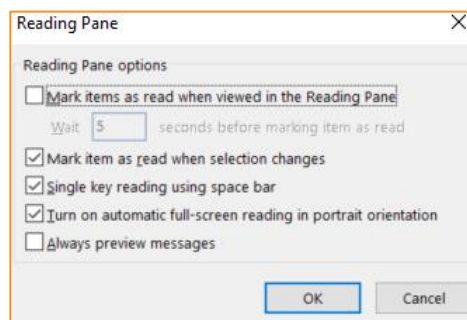 Reading Pane
Reading Pane options
Mark items as read when viewed in the Reading Pane
Wait 5 seconds before marking item as read
Mark item as read when selection changes
Single key reading using space bar
Turn on automatic full-screen reading in portrait orientation
Always preview messages
OK Cancel